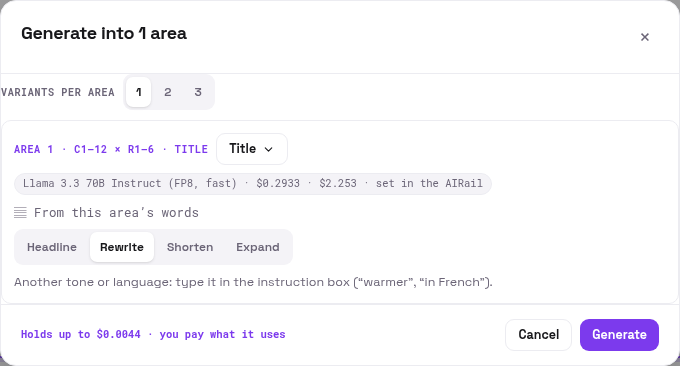 Generate into 1 area
×
VARIANTS PER AREA 1 2 3
AREA 1 · C1–12 × R1–6 · TITLE Title
Llama 3.3 70B Instruct (FP8, fast) · $0.2933 · $2.253 · set in the AIRail
From this area's words
Headline Rewrite Shorten Expand
Another tone or language: type it in the instruction box (“warmer”, “in French”).
Holds up to $0.0044 · you pay what it uses Cancel Generate